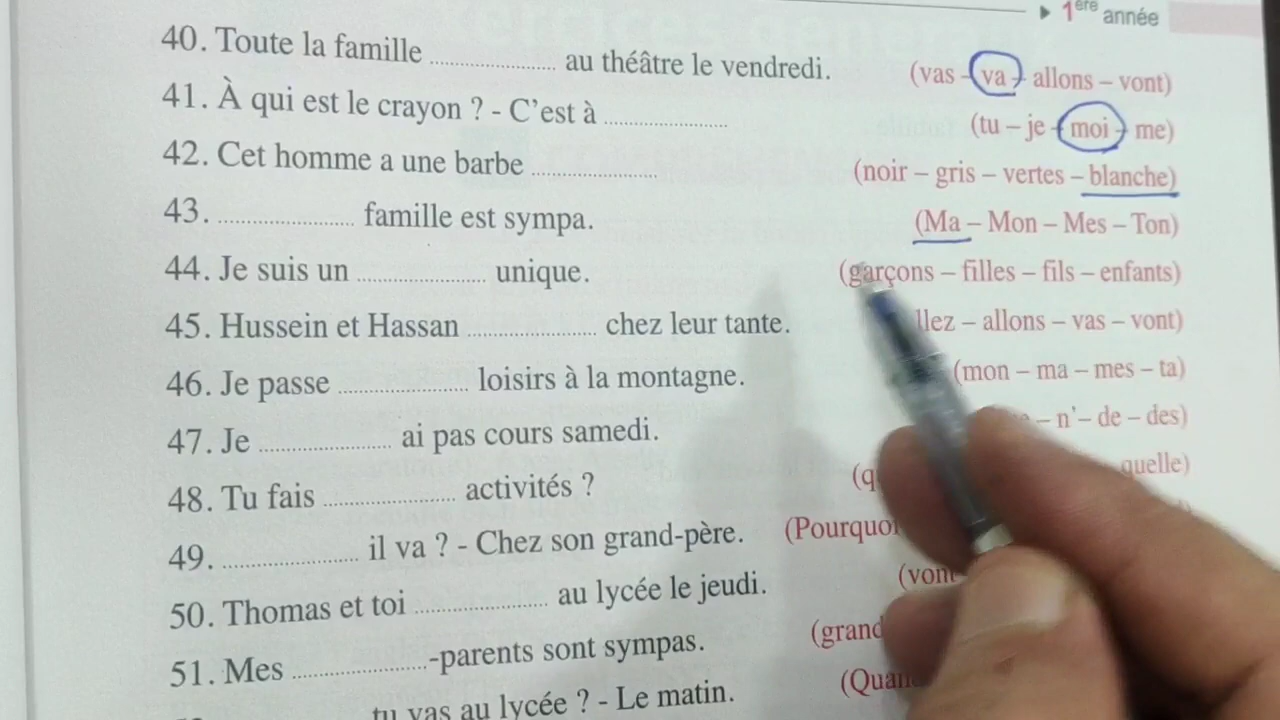 ▶ 1ère année
40. Toute la famille .................... au théâtre le vendredi. (vas – va – allons – vont)
41. À qui est le crayon ? - C'est à .................... (tu – je – moi – me)
42. Cet homme a une barbe .................... (noir – gris – vertes – blanche)
43. .................... famille est sympa. (Ma – Mon – Mes – Ton)
44. Je suis un .................... unique. (garçons – filles – fils – enfants)
45. Hussein et Hassan .................... chez leur tante. llez – allons – vas – vont)
46. Je passe .................... loisirs à la montagne. (mon – ma – mes – ta)
47. Je .................... ai pas cours samedi. – n'– de – des)
48. Tu fais .................... activités ? quelle)
49. .................... il va ? - Chez son grand-père. (Pourquoi
50. Thomas et toi .................... au lycée le jeudi. (vont
51. Mes ....................-parents sont sympas. (grand
tu vas au lycée ? - Le matin. (Quan